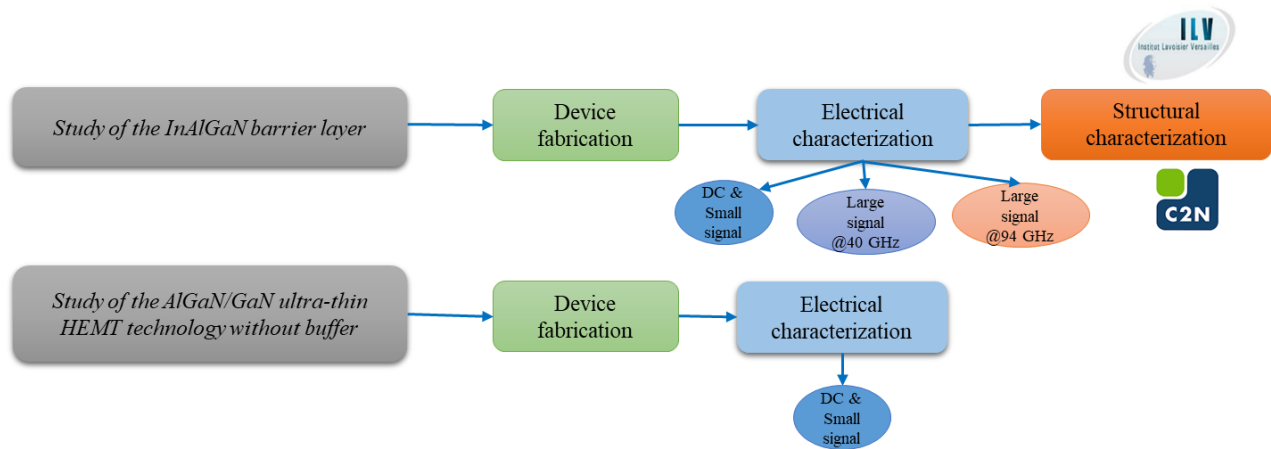 ILV
Institut Lavoisier Versailles
Study of the InAlGaN barrier layer
Device
fabrication
Electrical
characterization
Structural
characterization
DC &
Small
signal
Large
signal
@40 GHz
Large
signal
@94 GHz
C2N
Study of the AlGaN/GaN ultra-thin
HEMT technology without buffer
Device
fabrication
Electrical
characterization
DC &
Small
signal